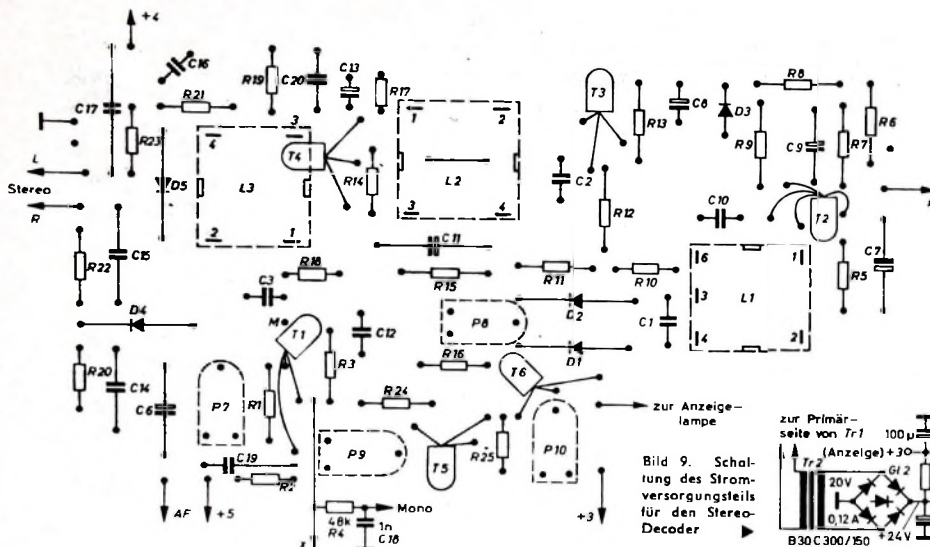 +4
C16
C13
C20
R19
R17
R8
C17
R21
T3
C8
D3
R6
R13
R9
C9
R7
1
2
4
3
T4
R23
R14
L
D5
L3
L2
C2
Stereo
R
C10
T2
R12
3
4
2
1
C11
C7
R22
C15
R18
R11
R10
6
1
R5
R15
C3
3
L1
D4
M
P8
D2
C1
T1
C12
4
2
D1
R3
R16
T6
R20
C14
C6
P7
R1
R24
zur Anzeige-
lampe
C19
P9
T5
R25
P10
R2
Bild 9. Schal-
tung des Strom-
versorgungsteils
für den Stereo-
Decoder
AF
+5
48k
R4
Mono
1n
C18
x
+3
zur Primär-
seite von Tr1
100µ
(Anzeige)+3
Tr2
Gl2
20V
0,12A
+24V
B30C300/150